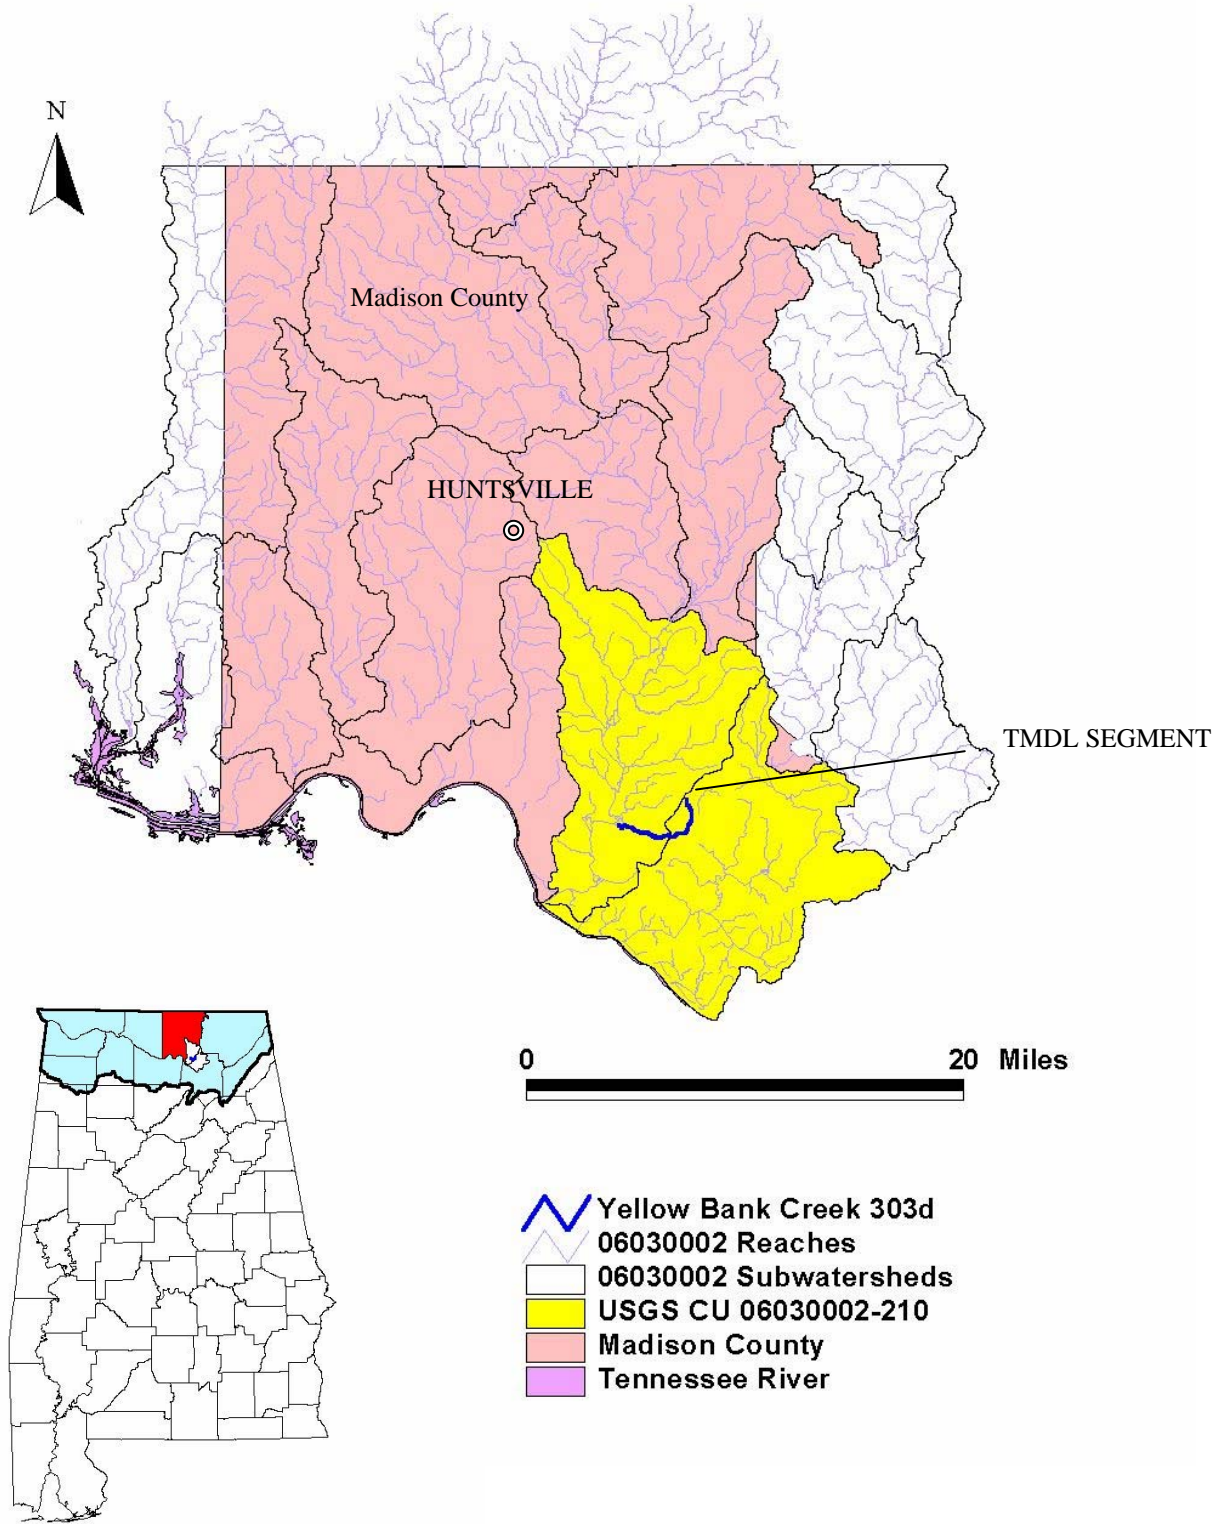 N
Madison County
HUNTSVILLE
TMDL SEGMENT
0 20 Miles
Yellow Bank Creek 303d
06030002 Reaches
06030002 Subwatersheds
USGS CU 06030002-210
Madison County
Tennessee River